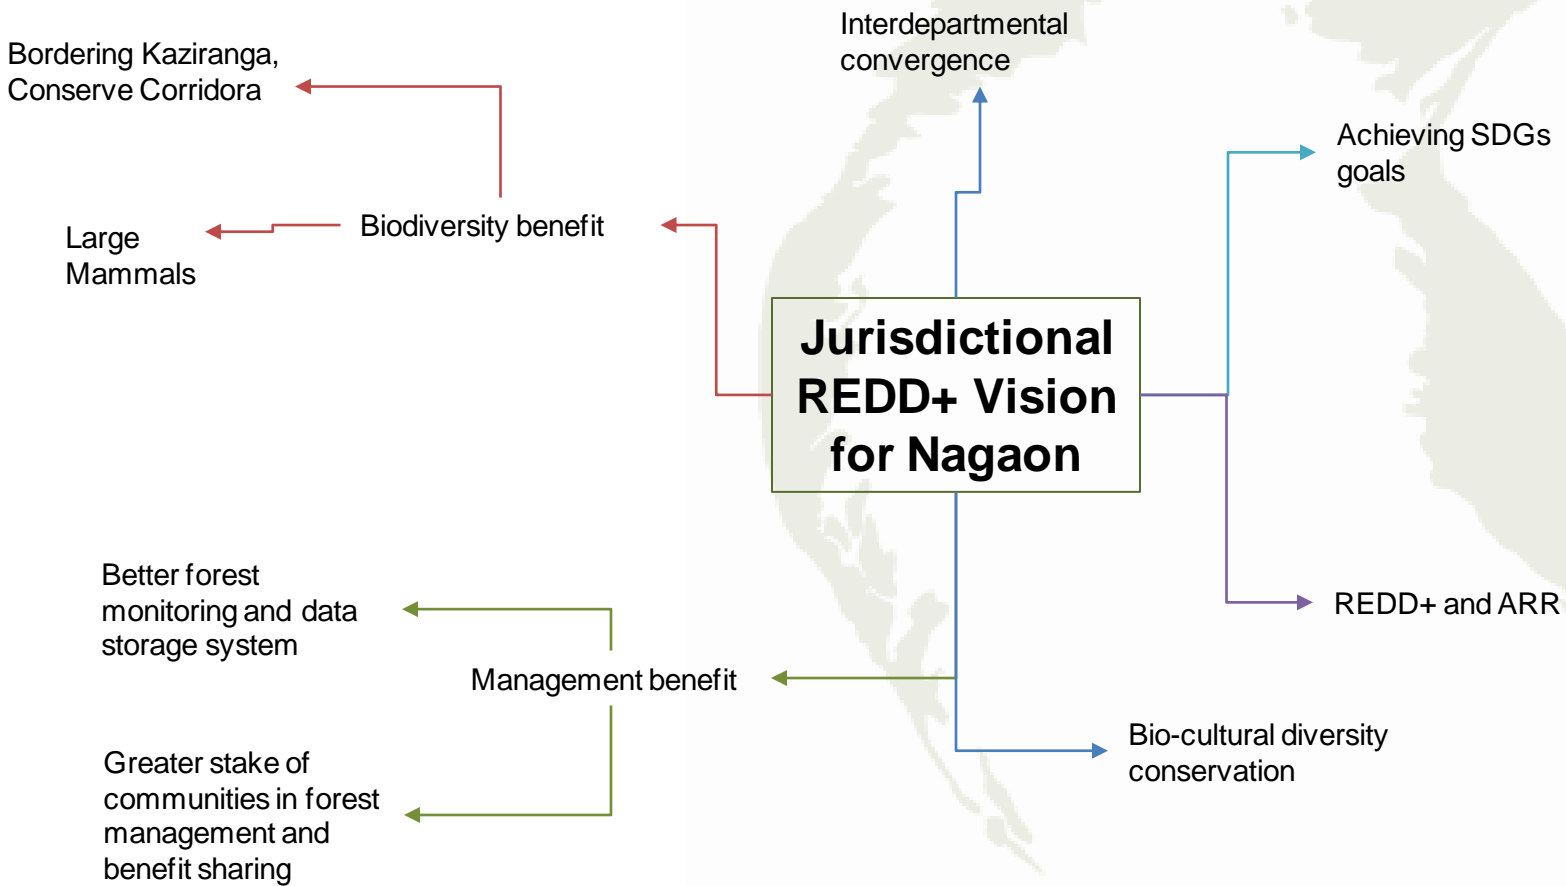 Interdepartmental
convergence
Bordering Kaziranga,
Conserve Corridora
Achieving SDGs
goals
Large
Mammals
Biodiversity benefit
Jurisdictional
REDD+ Vision
for Nagaon
Better forest
monitoring and data
storage system
REDD+ and ARR
Management benefit
Bio-cultural diversity
conservation
Greater stake of
communities in forest
management and
benefit sharing